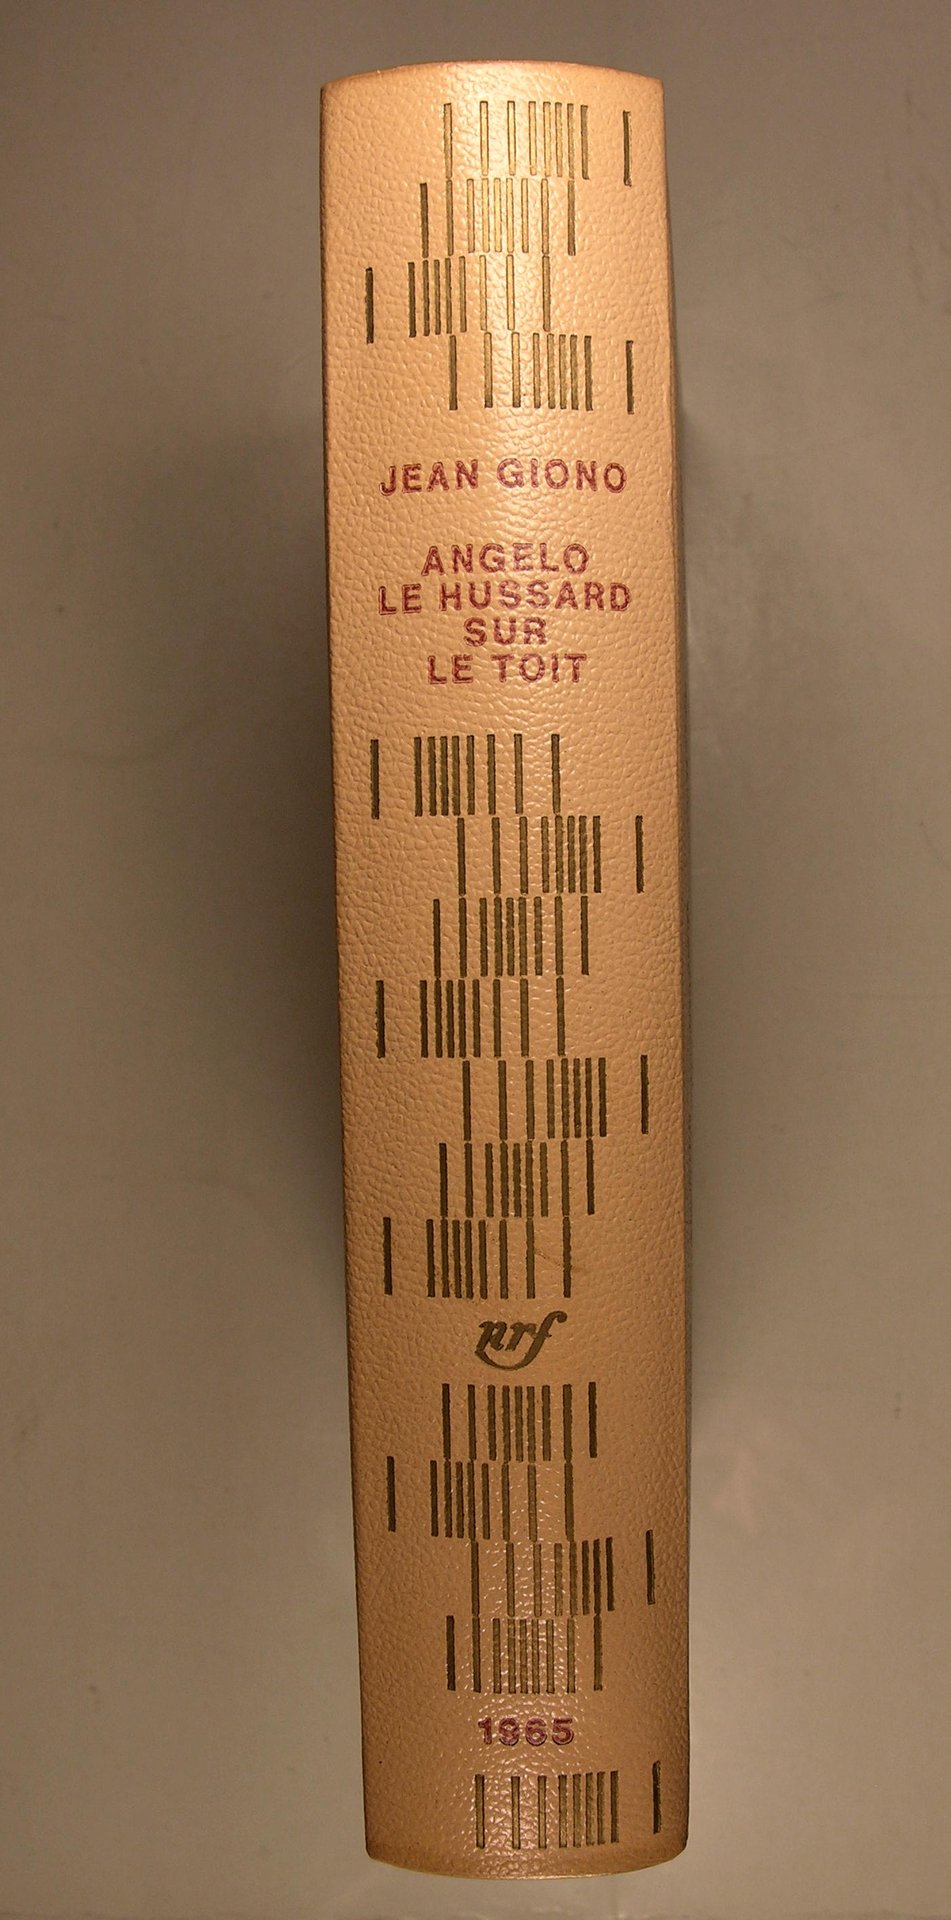 JEAN GIONO
ANGELO
LE HUSSARD
SUR
LE TOIT
nrf
1965